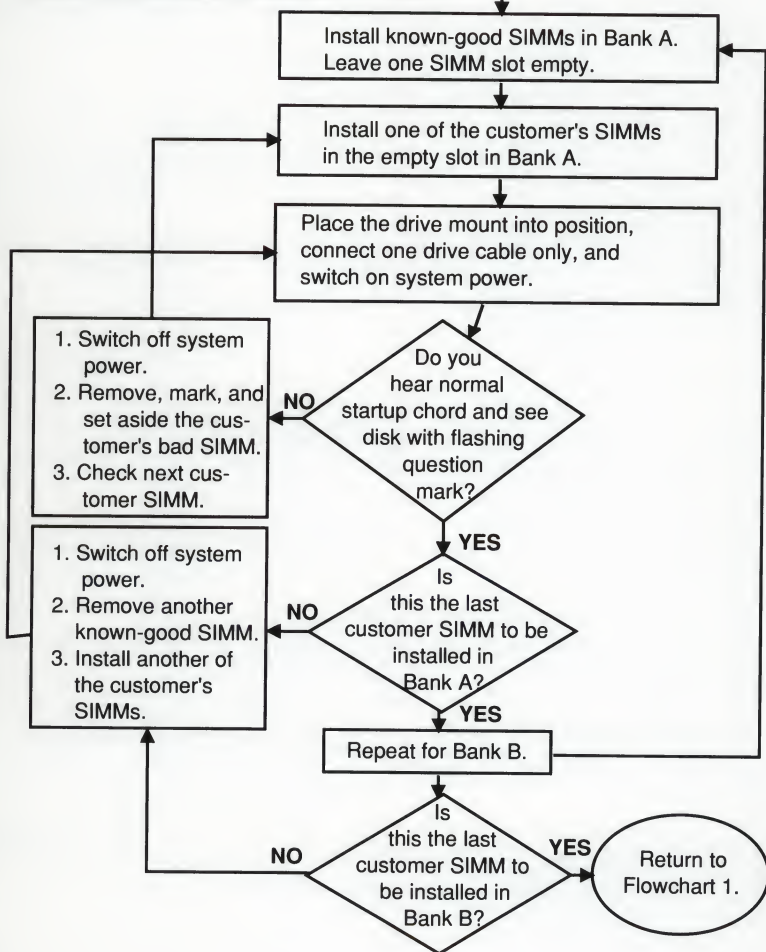 Install known-good SIMMs in Bank A.
Leave one SIMM slot empty.
Install one of the customer's SIMMs
in the empty slot in Bank A.
Place the drive mount into position,
connect one drive cable only, and
switch on system power.
Do you
hear normal
startup chord and see
disk with flashing
question
mark?
NO
1. Switch off system
power.
2. Remove, mark, and
set aside the cus-
tomer's bad SIMM.
3. Check next cus-
tomer SIMM.
YES
Is
this the last
customer SIMM to be
installed in
Bank A?
NO
1. Switch off system
power.
2. Remove another
known-good SIMM.
3. Install another of
the customer's
SIMMs.
YES
Repeat for Bank B.
Is
this the last
customer SIMM to
be installed in
Bank B?
NO
YES
Return to
Flowchart 1.